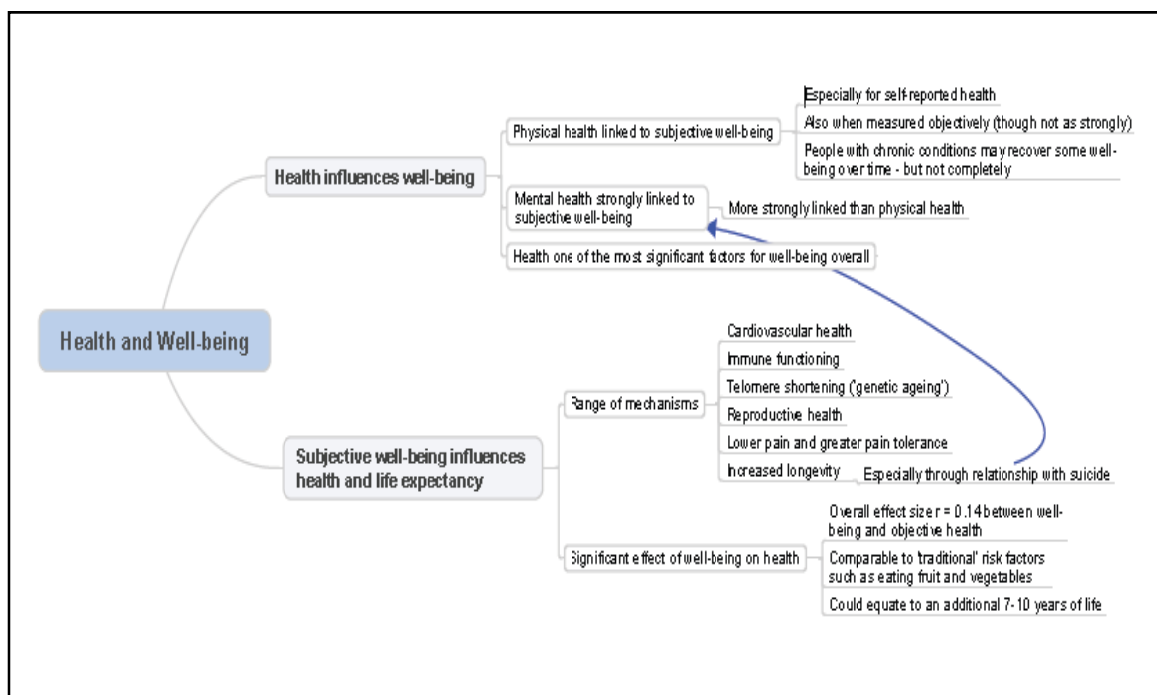 Health and Well-being
Health influences well-being
Physical health linked to subjective well-being
Especially for self-reported health
Also when measured objectively (though not as strongly)
People with chronic conditions may recover some well-
being over time - but not completely
Mental health strongly linked to
subjective well-being
More strongly linked than physical health
Health one of the most significant factors for well-being overall
Subjective well-being influences
health and life expectancy
Range of mechanisms
Cardiovascular health
Immune functioning
Telomere shortening ('genetic ageing')
Reproductive health
Lower pain and greater pain tolerance
Increased longevity
Especially through relationship with suicide
Significant effect of well-being on health
Overall effect size r = 0.14 between well-
being and objective health
Comparable to 'traditional' risk factors
such as eating fruit and vegetables
Could equate to an additional 7-10 years of life